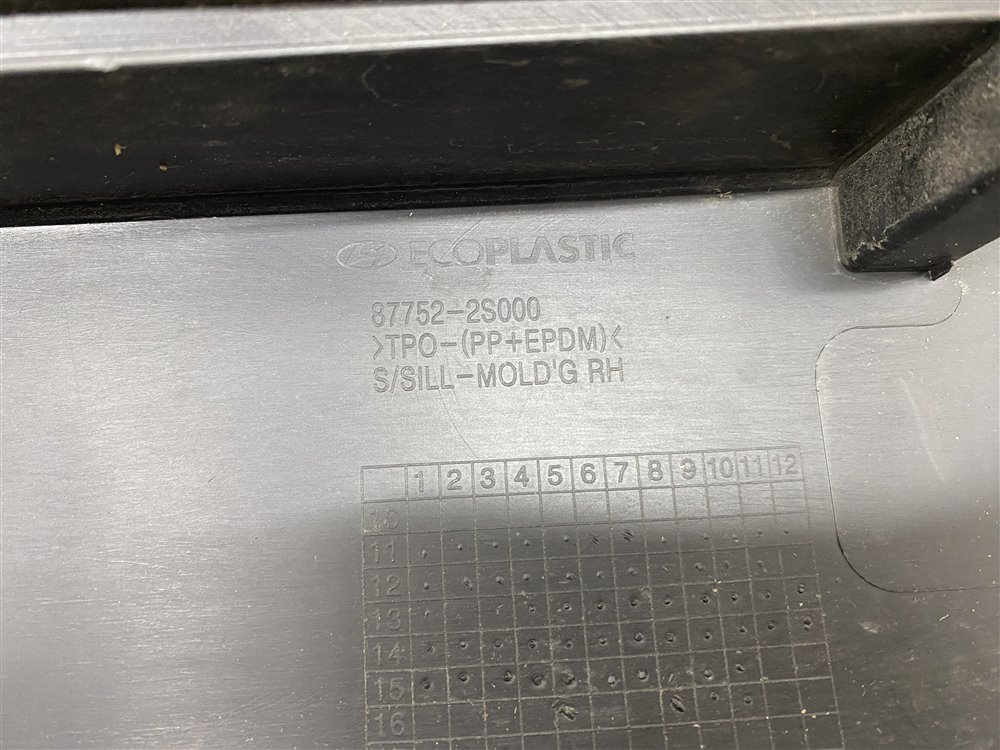 ECOPLASTIC
87752-2S000
>TPO-(PP+EPDM)<
S/SILL-MOLD'G RH
1 2 3 4 5 6 7 8 9 10 11 12
10
11
12
13
14
15
16